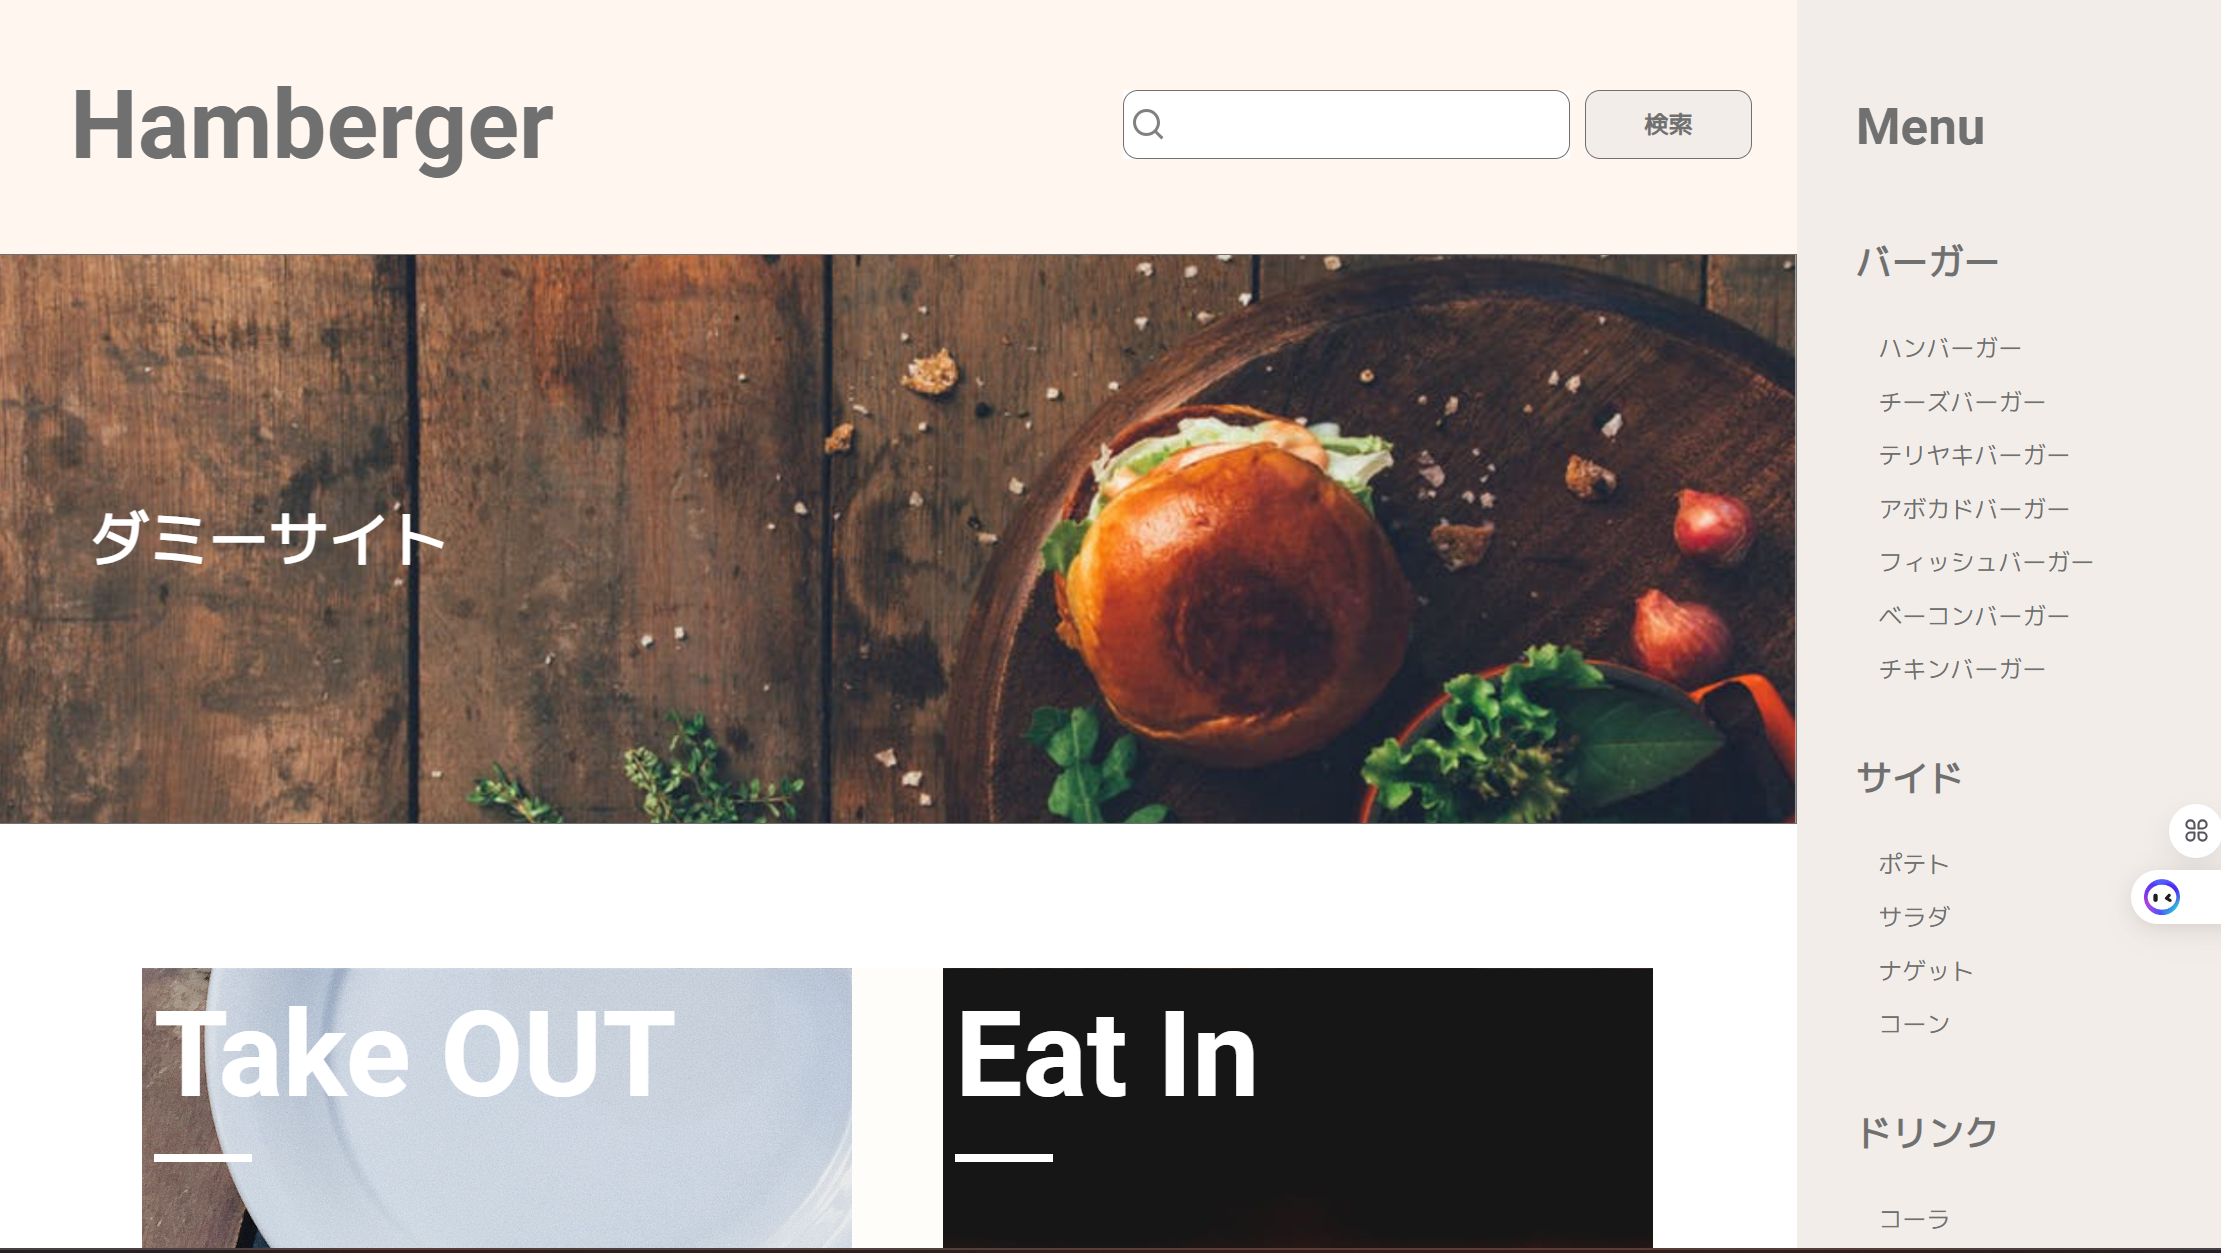 Hamberger
検索
ダミーサイト
Take OUT
Eat In
Menu
バーガー
ハンバーガー
チーズバーガー
テリヤキバーガー
アボカドバーガー
フィッシュバーガー
ベーコンバーガー
チキンバーガー
サイド
ポテト
サラダ
ナゲット
コーン
ドリンク
コーラ